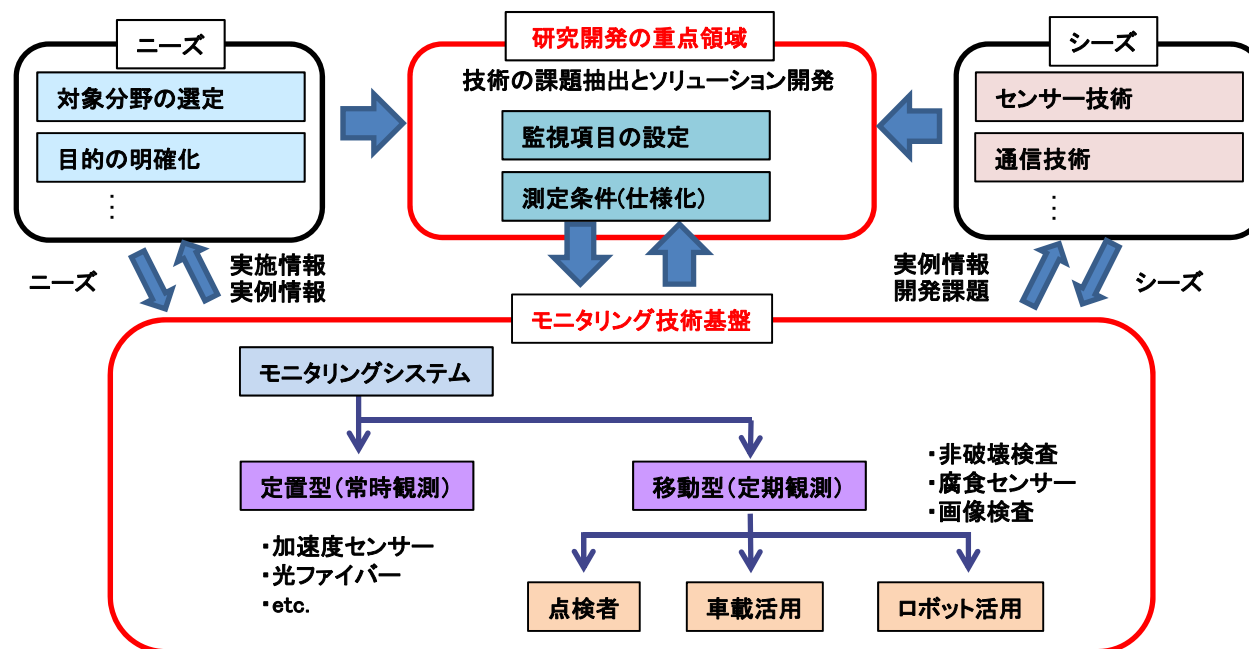 ニーズ
対象分野の選定
目的の明確化
⋮
研究開発の重点領域
技術の課題抽出とソリューション開発
監視項目の設定
測定条件(仕様化)
シーズ
センサー技術
通信技術
⋮
ニーズ
実施情報
実例情報
実例情報
開発課題
シーズ
モニタリング技術基盤
モニタリングシステム
定置型(常時観測)
・加速度センサー
・光ファイバー
・etc.
移動型(定期観測)
・非破壊検査
・腐食センサー
・画像検査
点検者
車載活用
ロボット活用